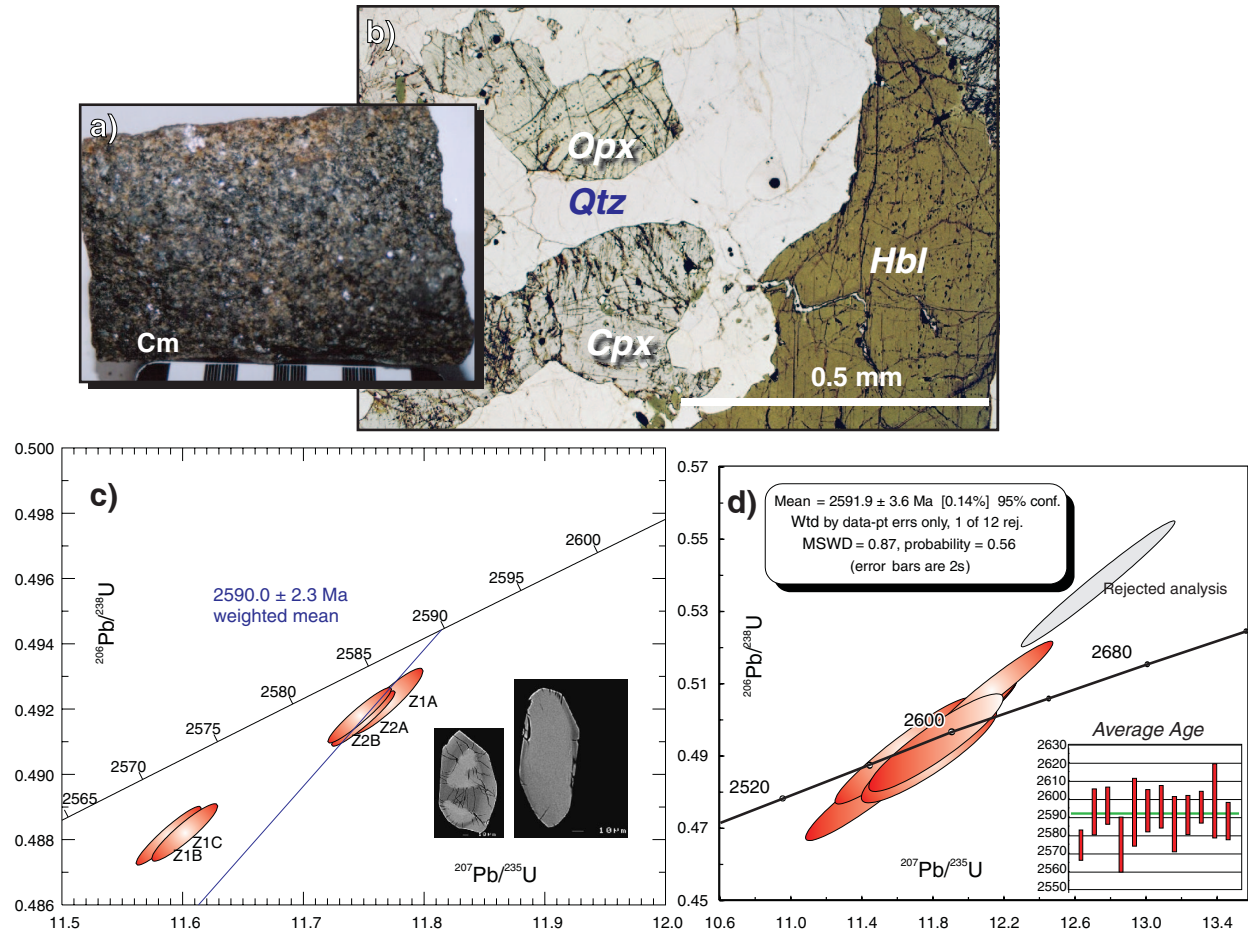 b)
a)
Opx
Qtz
Hbl
Cpx
Cm
0.5 mm
c)
0.500
0.498
0.496
0.494
0.492
0.490
0.488
0.486
206Pb/238U
2590.0 ± 2.3 Ma
weighted mean
2600
2595
2590
2585
2580
2575
2570
2565
Z1A
Z2A
Z2B
Z1C
Z1B
10µm
10µm
207Pb/235U
11.5
11.6
11.7
11.8
11.9
12.0
d)
0.57
0.55
0.53
0.51
0.49
0.47
0.45
Mean = 2591.9 ± 3.6 Ma [0.14%] 95% conf.
Wtd by data-pt errs only, 1 of 12 rej.
MSWD = 0.87, probability = 0.56
(error bars are 2s)
Rejected analysis
206Pb/238U
2680
2600
2520
Average Age
2630
2620
2610
2600
2590
2580
2570
2560
2550
207Pb/235U
10.6
11.0
11.4
11.8
12.2
12.6
13.0
13.4